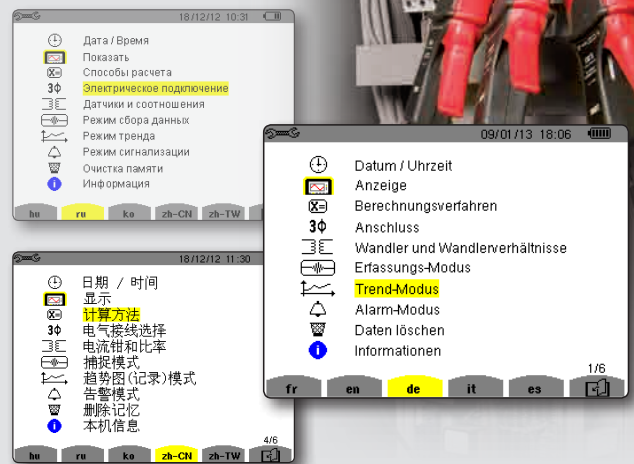 18/12/12 10:31
Дата / Время
Показать
X= Способы расчета
3Φ Электрическое подключение
Датчики и соотношения
Режим сбора данных
Режим тренда
Режим сигнализации
Очистка памяти
i Информация
hu ru ko zh-CN zh-TW
09/01/13 18:06
Datum / Uhrzeit
Anzeige
X= Berechnungsverfahren
3Φ Anschluss
Wandler und Wandlerverhältnisse
Erfassungs-Modus
Trend-Modus
Alarm-Modus
Daten löschen
i Informationen
1/6
fr en de it es
18/12/12 11:30
日期 / 时间
显示
X= 计算方法
3Φ 电气接线选择
电流钳和比率
捕捉模式
趋势图(记录)模式
告警模式
删除记忆
i 本机信息
4/6
hu ru ko zh-CN zh-TW